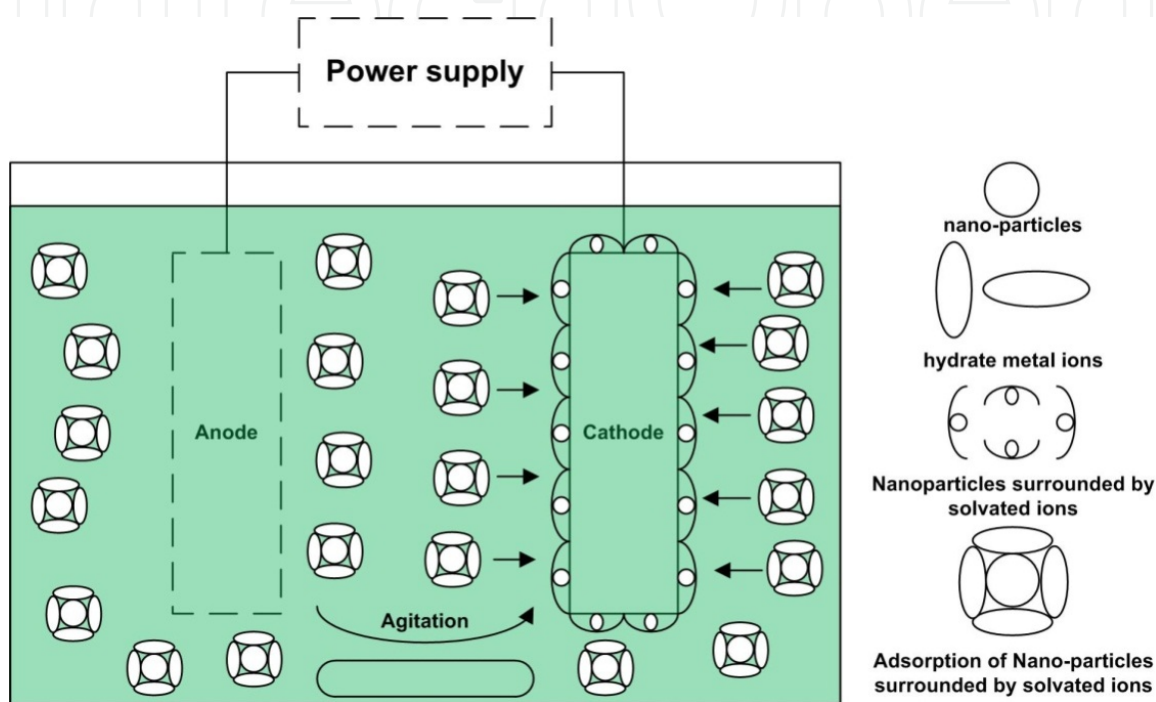 Power supply
Anode
Cathode
Agitation
nano-particles
hydrate metal ions
Nanoparticles surrounded by
solvated ions
Adsorption of Nano-particles
surrounded by solvated ions